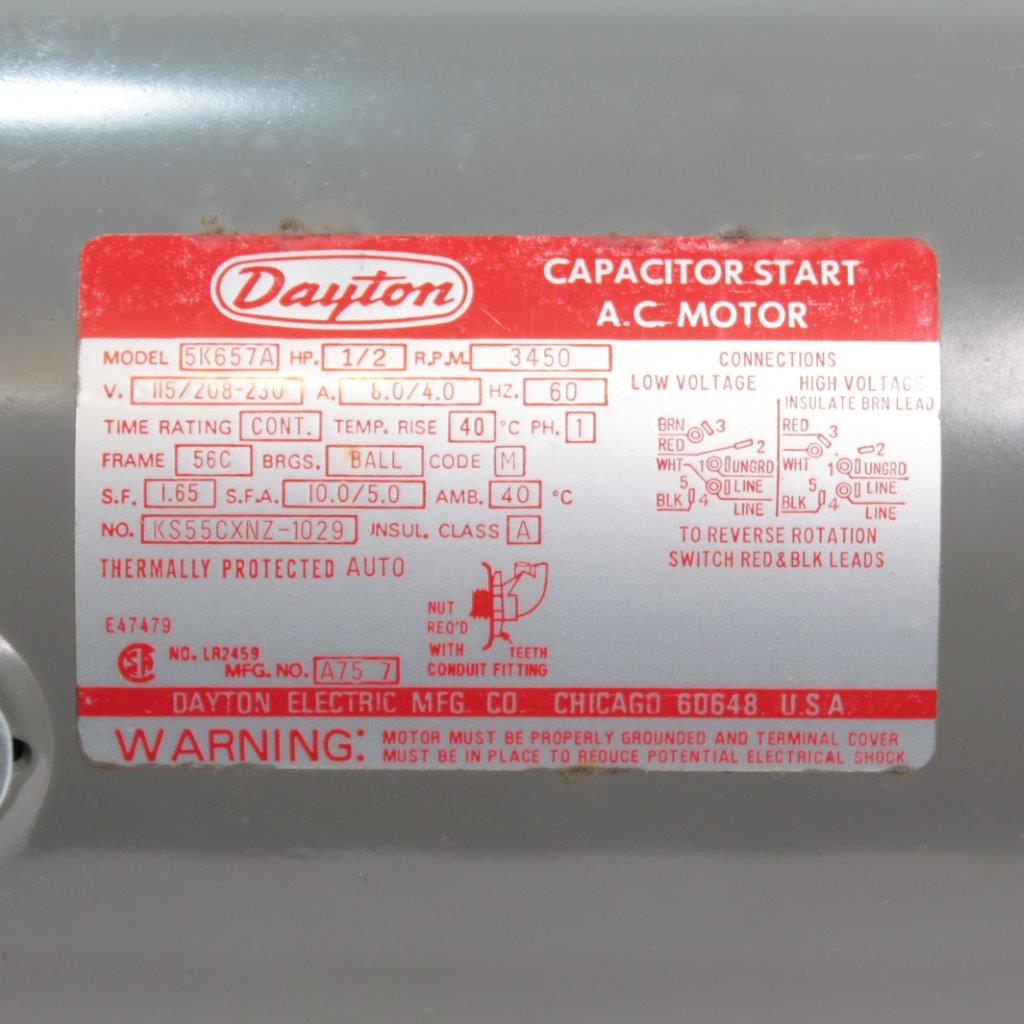 Dayton
CAPACITOR START
A.C. MOTOR
MODEL 5K657A HP. 1/2 R.P.M. 3450
V. 115/208-230 A. 8.0/4.0 HZ. 60
TIME RATING CONT. TEMP. RISE 40 °C PH. 1
FRAME 56C BRGS. BALL CODE M
S.F. 1.65 S.F.A. 10.0/5.0 AMB. 40 °C
NO. KS55CXNZ-1029 INSUL. CLASS A
THERMALLY PROTECTED AUTO
E47479
SA NO. LR2459
MFG. NO. A75 7
NUT
REQ'D
WITH TEETH
CONDUIT FITTING
CONNECTIONS
LOW VOLTAGE
BRN 3
RED 2
WHT 1 UNGRD
5 LINE
BLK 4 LINE
HIGH VOLTAGE
INSULATE BRN LEAD
RED 3
2
WHT 1 UNGRD
5 LINE
BLK 4 LINE
TO REVERSE ROTATION
SWITCH RED & BLK LEADS
DAYTON ELECTRIC MFG. CO. CHICAGO 60648 U.S.A.
WARNING: MOTOR MUST BE PROPERLY GROUNDED AND TERMINAL COVER
MUST BE IN PLACE TO REDUCE POTENTIAL ELECTRICAL SHOCK.